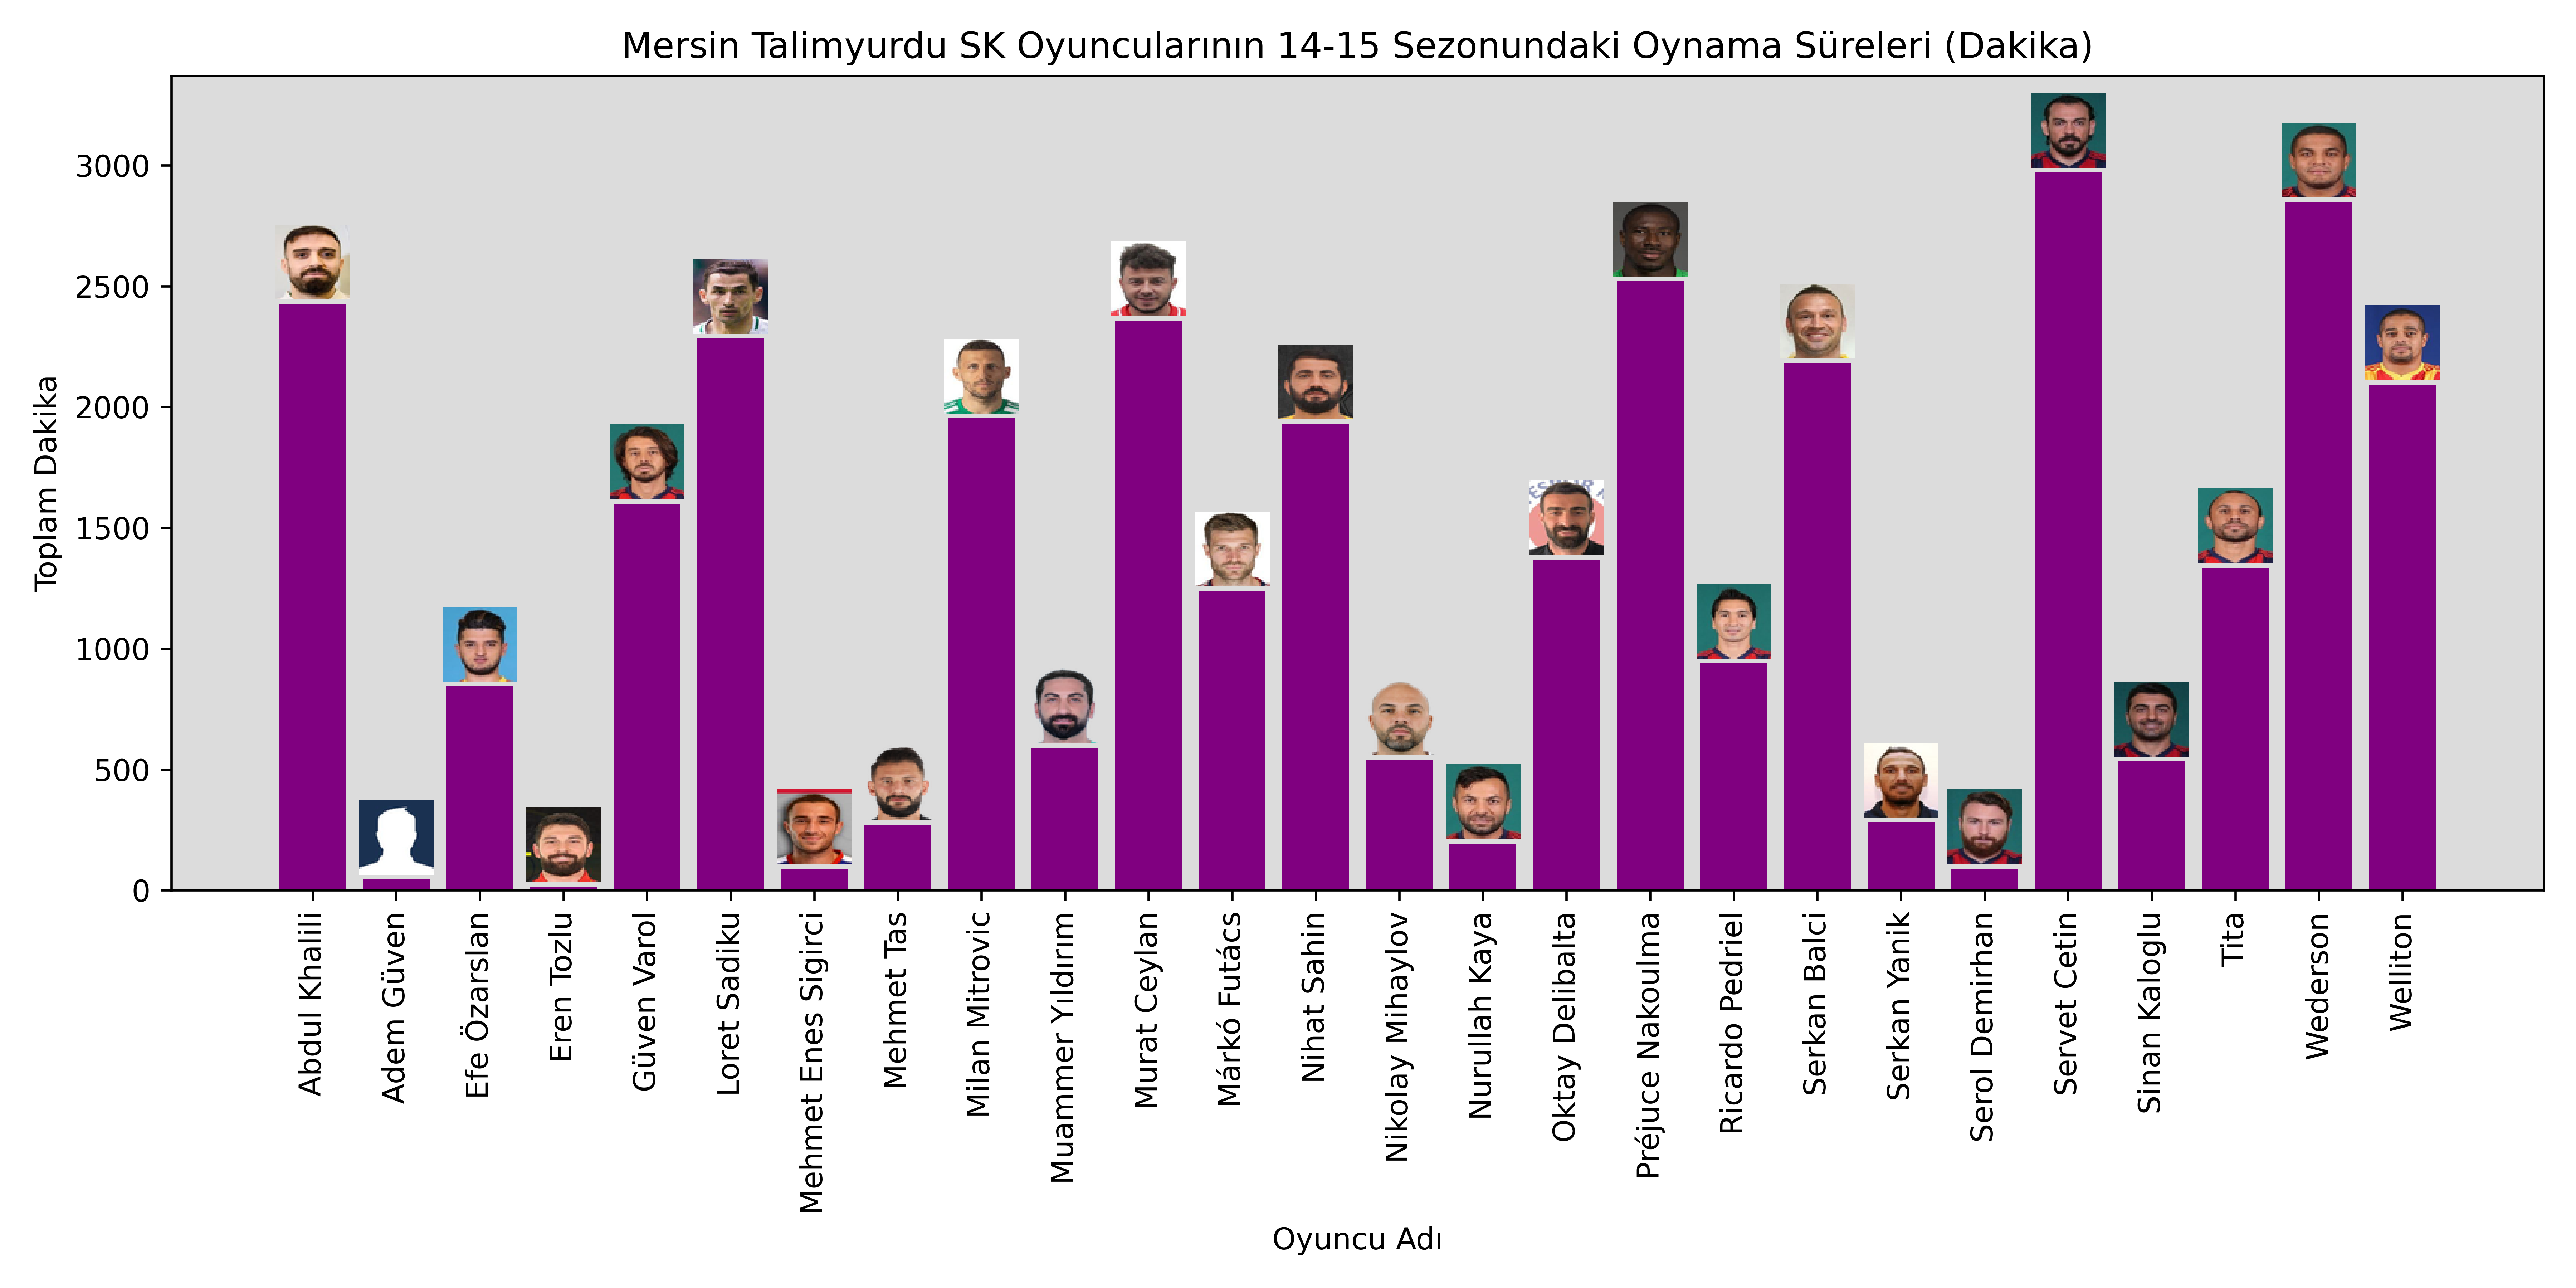 Mersin Talimyurdu SK Oyuncularının 14-15 Sezonundaki Oynama Süreleri (Dakika)
Toplam Dakika
3000
2500
2000
1500
1000
500
0
Abdul Khalili
Adem Güven
Efe Özarslan
Eren Tozlu
Güven Varol
Loret Sadiku
Mehmet Enes Sigirci
Mehmet Tas
Milan Mitrovic
Muammer Yıldırım
Murat Ceylan
Márkó Futács
Nihat Sahin
Nikolay Mihaylov
Nurullah Kaya
Oktay Delibalta
Préjuce Nakoulma
Ricardo Pedriel
Serkan Balci
Serkan Yanik
Serol Demirhan
Servet Cetin
Sinan Kaloglu
Tita
Wederson
Welliton
Oyuncu Adı